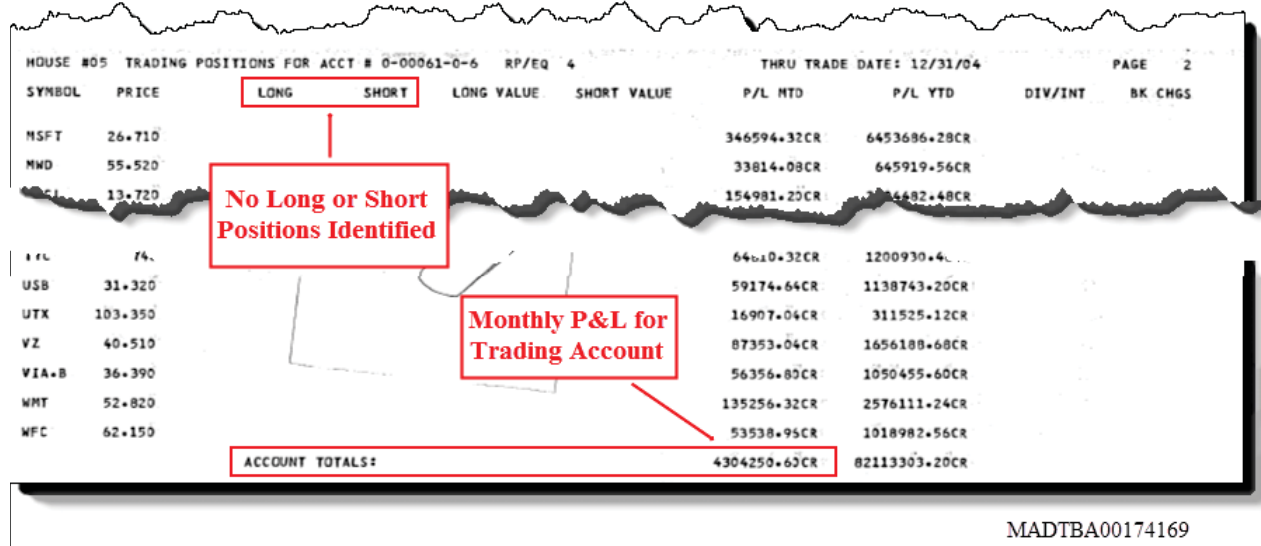 HOUSE #05 TRADING POSITIONS FOR ACCT # 0-00061-0-6 RP/EQ 4 THRU TRADE DATE: 12/31/04 PAGE 2
SYMBOL PRICE LONG SHORT LONG VALUE SHORT VALUE P/L MTD P/L YTD DIV/INT BK CHGS
MSFT 26.710 346594.32CR 6453686.28CR
MWD 55.520 33814.08CR 645919.56CR
13.720 154981.20CR
No Long or Short
Positions Identified
USB 31.320 59174.64CR 1138743.20CR
UTX 103.350 16907.04CR 311525.12CR
VZ 40.510 87353.04CR 1656188.68CR
VIA.B 36.390 56356.80CR 1050455.60CR
WMT 52.820 135256.32CR 2576111.24CR
WFC 62.150 53538.96CR 1018982.56CR
Monthly P&L for
Trading Account
ACCOUNT TOTALS: 4304250.60CR 82113303.20CR
MADTBA00174169